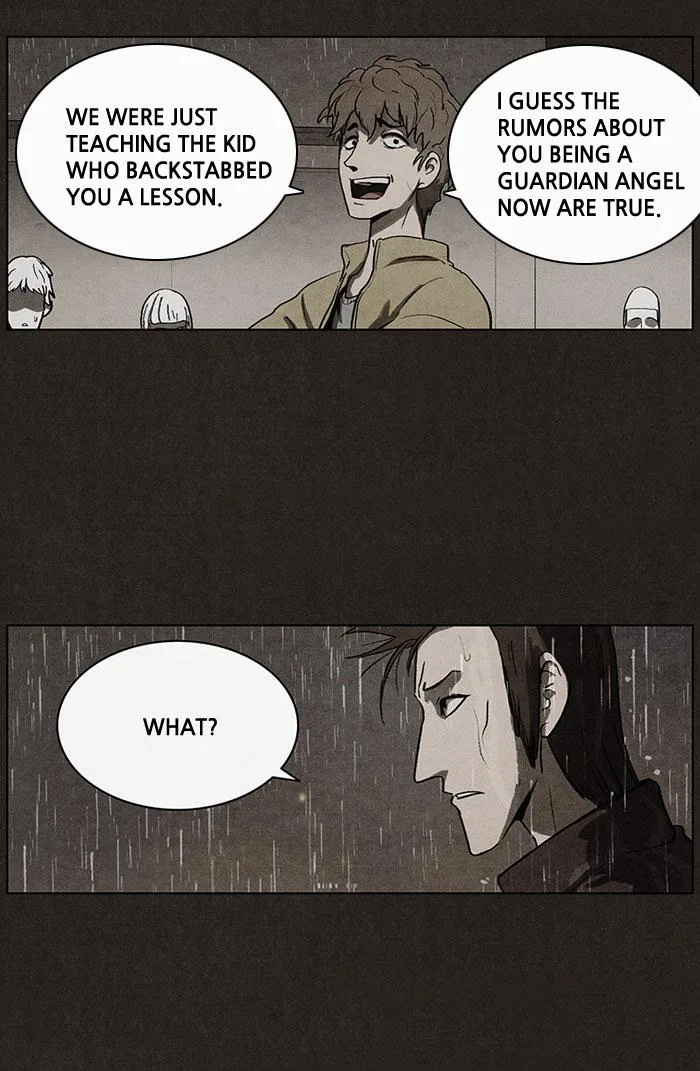 WE WERE JUST
TEACHING THE KID
WHO BACKSTABBED
YOU A LESSON.
I GUESS THE
RUMORS ABOUT
YOU BEING A
GUARDIAN ANGEL
NOW ARE TRUE.
WHAT?